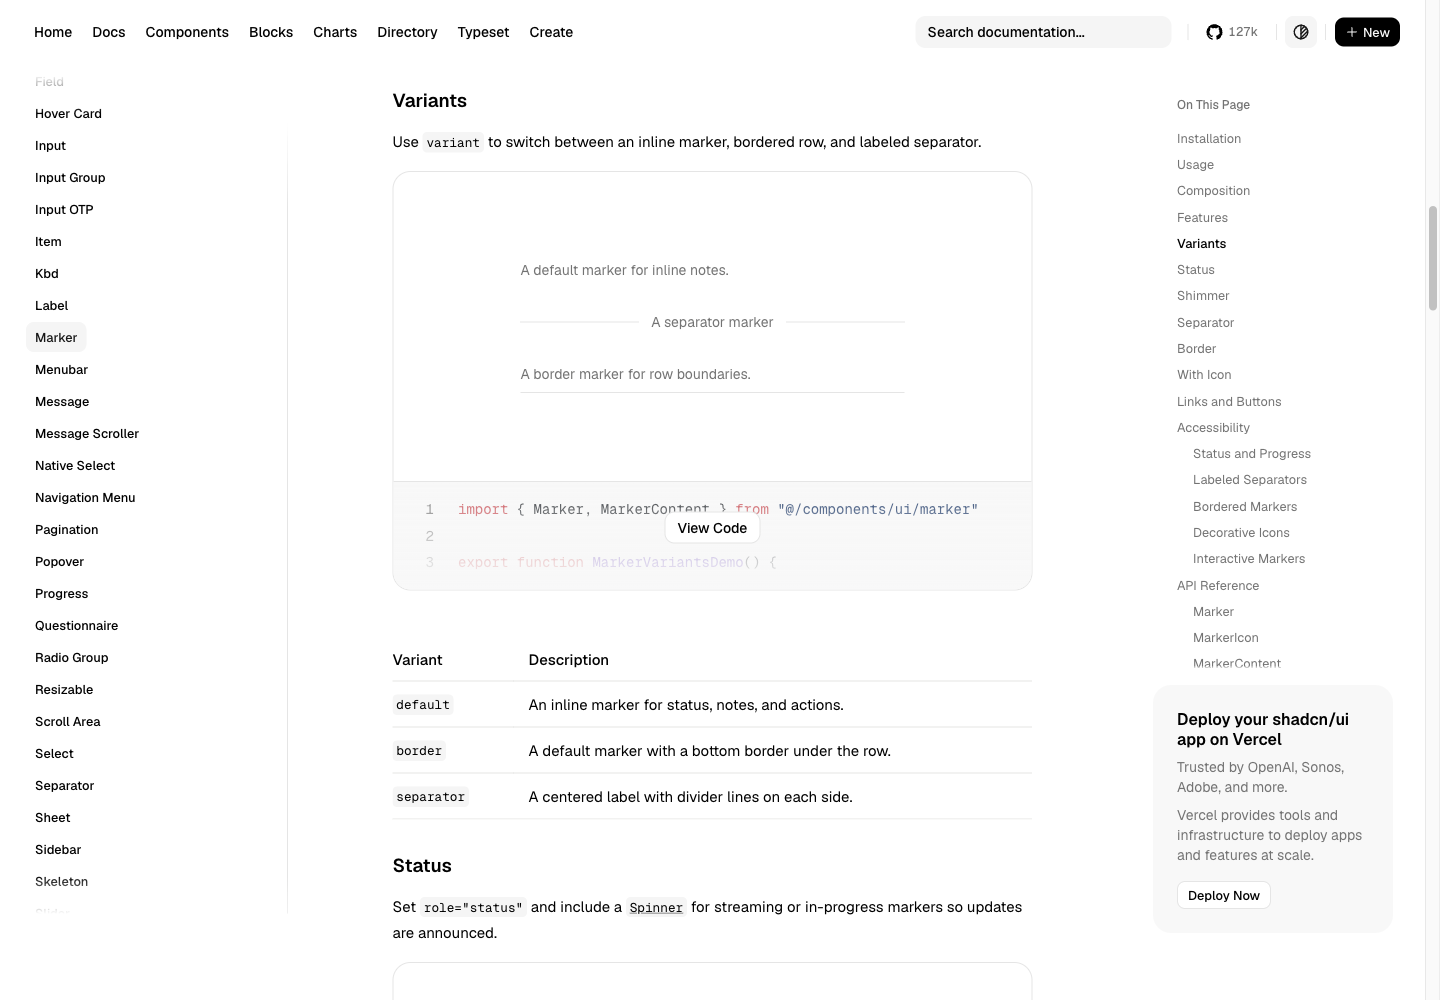 Home Docs Components Blocks Charts Directory Typeset Create
Search documentation...
127k
New
Field
Hover Card
Input
Input Group
Input OTP
Item
Kbd
Label
Marker
Menubar
Message
Message Scroller
Native Select
Navigation Menu
Pagination
Popover
Progress
Questionnaire
Radio Group
Resizable
Scroll Area
Select
Separator
Sheet
Sidebar
Skeleton
Slider
Variants
Use variant to switch between an inline marker, bordered row, and labeled separator.
A default marker for inline notes.
A separator marker
A border marker for row boundaries.
1 import { Marker, MarkerContent } from "@/components/ui/marker"
2
View Code
3 export function MarkerVariantsDemo() {
Variant Description
default An inline marker for status, notes, and actions.
border A default marker with a bottom border under the row.
separator A centered label with divider lines on each side.
Status
Set role="status" and include a Spinner for streaming or in-progress markers so updates
are announced.
On This Page
Installation
Usage
Composition
Features
Variants
Status
Shimmer
Separator
Border
With Icon
Links and Buttons
Accessibility
Status and Progress
Labeled Separators
Bordered Markers
Decorative Icons
Interactive Markers
API Reference
Marker
MarkerIcon
MarkerContent
Deploy your shadcn/ui
app on Vercel
Trusted by OpenAI, Sonos,
Adobe, and more.
Vercel provides tools and
infrastructure to deploy apps
and features at scale.
Deploy Now